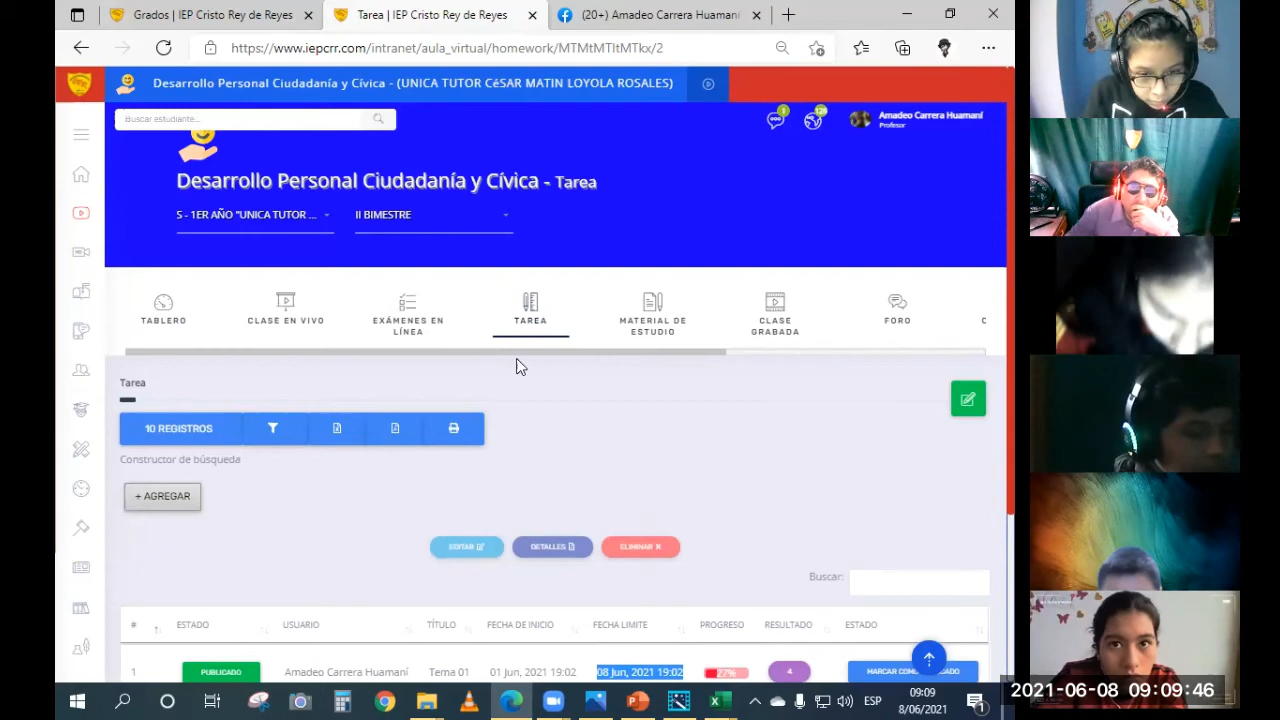 Grados | IEP Cristo Rey de Reyes
Tarea | IEP Cristo Rey de Reyes
(20+) Amadeo Carrera Huamaní
https://www.iepcrr.com/intranet/aula_virtual/homework/MTMtMTItMTkx/2
Desarrollo Personal Ciudadanía y Cívica - (UNICA TUTOR CéSAR MATIN LOYOLA ROSALES)
Buscar estudiante...
1
126
Amadeo Carrera Huamaní
Profesor
Desarrollo Personal Ciudadanía y Cívica - Tarea
S - 1ER AÑO "UNICA TUTOR ...
II BIMESTRE
TABLERO
CLASE EN VIVO
EXÁMENES EN LÍNEA
TAREA
MATERIAL DE ESTUDIO
CLASE GRABADA
FORO
Tarea
10 REGISTROS
Constructor de búsqueda
+ AGREGAR
EDITAR
DETALLES
ELIMINAR
Buscar:
#
ESTADO
USUARIO
TÍTULO
FECHA DE INICIO
FECHA LIMITE
PROGRESO
RESULTADO
ESTADO
1
PUBLICADO
Amadeo Carrera Huamaní
Tema 01
01 Jun, 2021 19:02
08 Jun, 2021 19:02
77%
4
ESP
09:09
8/06/2021
1
2021-06-08 09:09:46